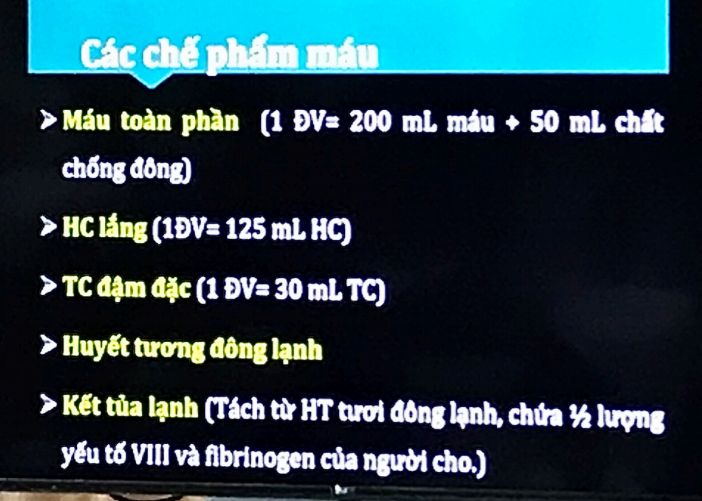 Các chế phẩm máu
➢ Máu toàn phần (1 ĐV= 200 mL máu + 50 mL chất
chống đông)
➢ HC lắng (1ĐV= 125 mL HC)
➢ TC đậm đặc (1 ĐV= 30 mL TC)
➢ Huyết tương đông lạnh
➢ Kết tủa lạnh (Tách từ HT tươi đông lạnh, chứa ½ lượng
yếu tố VIII và fibrinogen của người cho.)